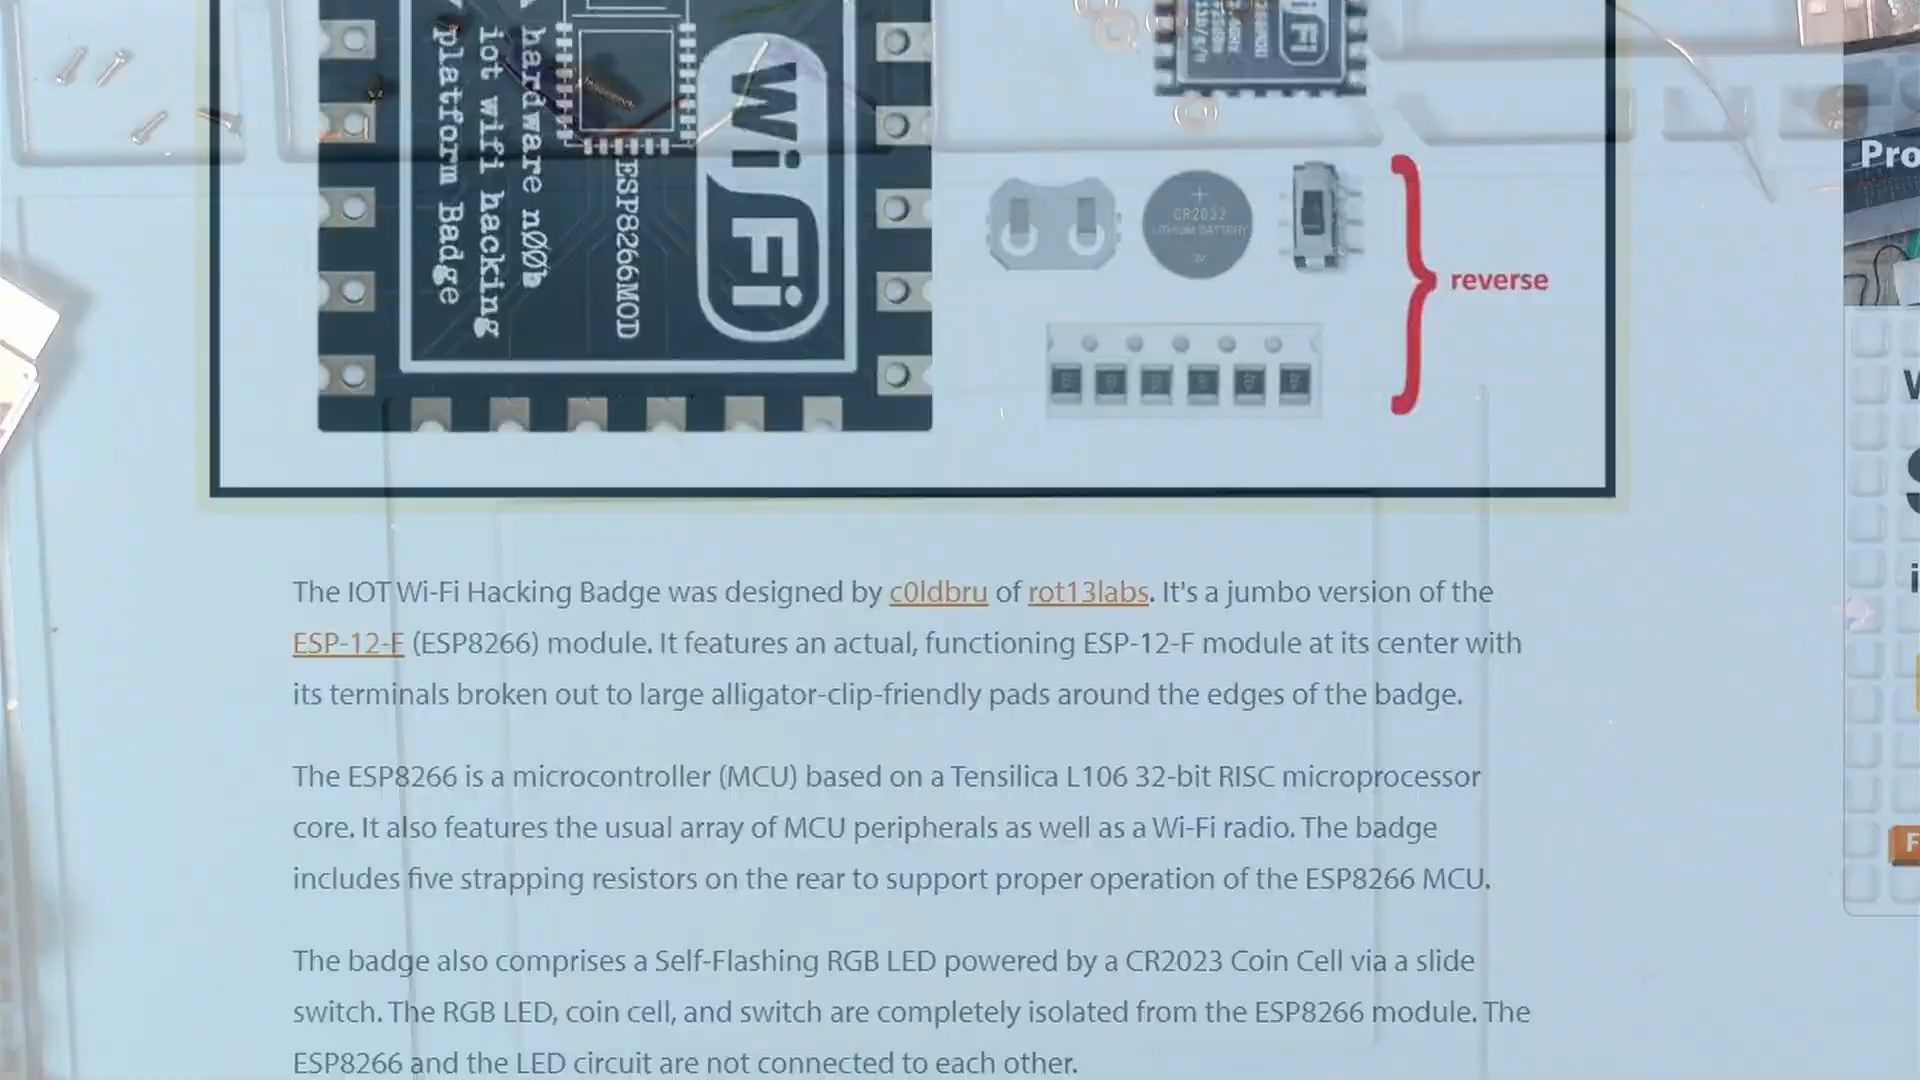 hardware nØØb
iot wifi hacking
platform Badge
ESP8266MOD
WiFi
Fi
CR2032
LITHIUM BATTERY
3V
reverse
The IOT Wi-Fi Hacking Badge was designed by c0ldbru of rot13labs. It's a jumbo version of the
ESP-12-F (ESP8266) module. It features an actual, functioning ESP-12-F module at its center with
its terminals broken out to large alligator-clip-friendly pads around the edges of the badge.
The ESP8266 is a microcontroller (MCU) based on a Tensilica L106 32-bit RISC microprocessor
core. It also features the usual array of MCU peripherals as well as a Wi-Fi radio. The badge
includes five strapping resistors on the rear to support proper operation of the ESP8266 MCU.
The badge also comprises a Self-Flashing RGB LED powered by a CR2023 Coin Cell via a slide
switch. The RGB LED, coin cell, and switch are completely isolated from the ESP8266 module. The
ESP8266 and the LED circuit are not connected to each other.
Pro